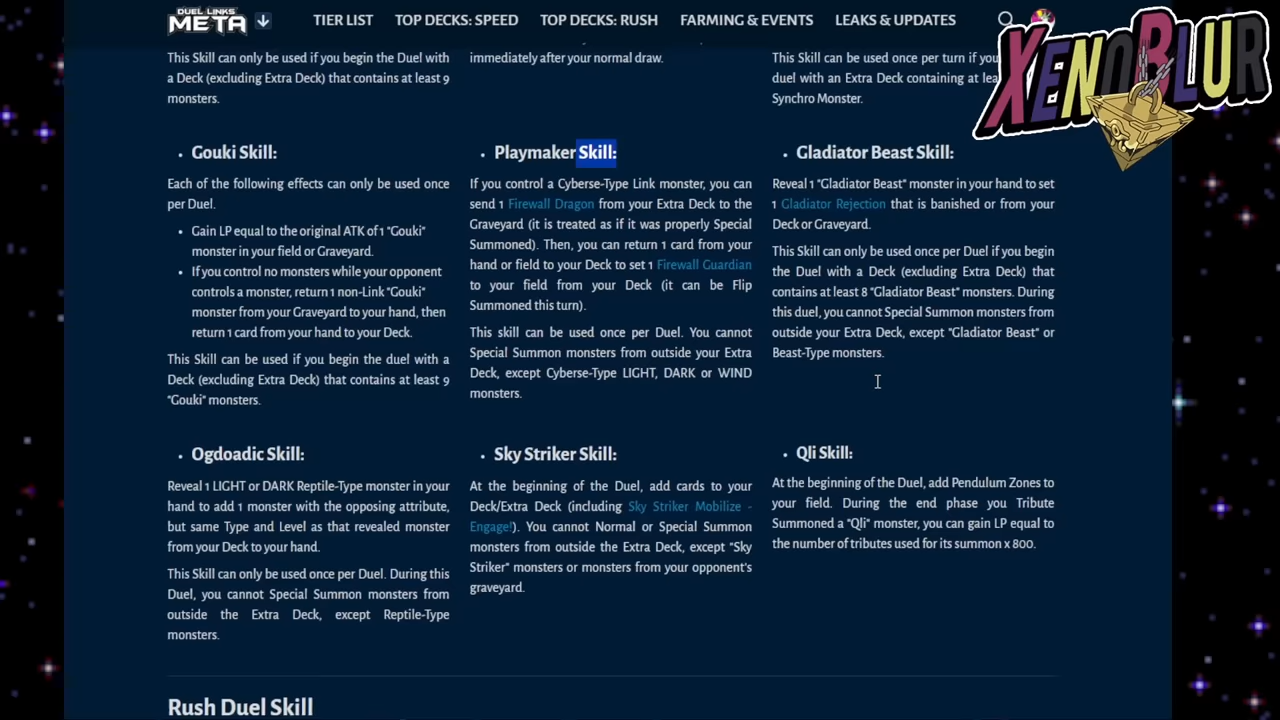 DUEL LINKS
META
TIER LIST
TOP DECKS: SPEED
TOP DECKS: RUSH
FARMING & EVENTS
LEAKS & UPDATES
XENOBLUR
This Skill can only be used if you begin the Duel with
a Deck (excluding Extra Deck) that contains at least 9
monsters.
immediately after your normal draw.
This Skill can be used once per turn if you
duel with an Extra Deck containing at
Synchro Monster.
• Gouki Skill:
Each of the following effects can only be used once
per Duel.
• Gain LP equal to the original ATK of 1 "Gouki"
monster in your field or Graveyard.
• If you control no monsters while your opponent
controls a monster, return 1 non-Link "Gouki"
monster from your Graveyard to your hand, then
return 1 card from your hand to your Deck.
This Skill can be used if you begin the duel with a
Deck (excluding Extra Deck) that contains at least 9
"Gouki" monsters.
• Playmaker Skill:
If you control a Cyberse-Type Link monster, you can
send 1 Firewall Dragon from your Extra Deck to the
Graveyard (it is treated as if it was properly Special
Summoned). Then, you can return 1 card from your
hand or field to your Deck to set 1 Firewall Guardian
to your field from your Deck (it can be Flip
Summoned this turn).
This skill can be used once per Duel. You cannot
Special Summon monsters from outside your Extra
Deck, except Cyberse-Type LIGHT, DARK or WIND
monsters.
• Gladiator Beast Skill:
Reveal 1 "Gladiator Beast" monster in your hand to set
1 Gladiator Rejection that is banished or from your
Deck or Graveyard.
This Skill can only be used once per Duel if you begin
the Duel with a Deck (excluding Extra Deck) that
contains at least 8 "Gladiator Beast" monsters. During
this duel, you cannot Special Summon monsters from
outside your Extra Deck, except "Gladiator Beast" or
Beast-Type monsters.
• Ogdoadic Skill:
Reveal 1 LIGHT or DARK Reptile-Type monster in your
hand to add 1 monster with the opposing attribute,
but same Type and Level as that revealed monster
from your Deck to your hand.
This Skill can only be used once per Duel. During this
Duel, you cannot Special Summon monsters from
outside the Extra Deck, except Reptile-Type
monsters.
• Sky Striker Skill:
At the beginning of the Duel, add cards to your
Deck/Extra Deck (including Sky Striker Mobilize -
Engage!). You cannot Normal or Special Summon
monsters from outside the Extra Deck, except "Sky
Striker" monsters or monsters from your opponent's
graveyard.
• Qli Skill:
At the beginning of the Duel, add Pendulum Zones to
your field. During the end phase you Tribute
Summoned a "Qli" monster, you can gain LP equal to
the number of tributes used for its summon x 800.
Rush Duel Skill